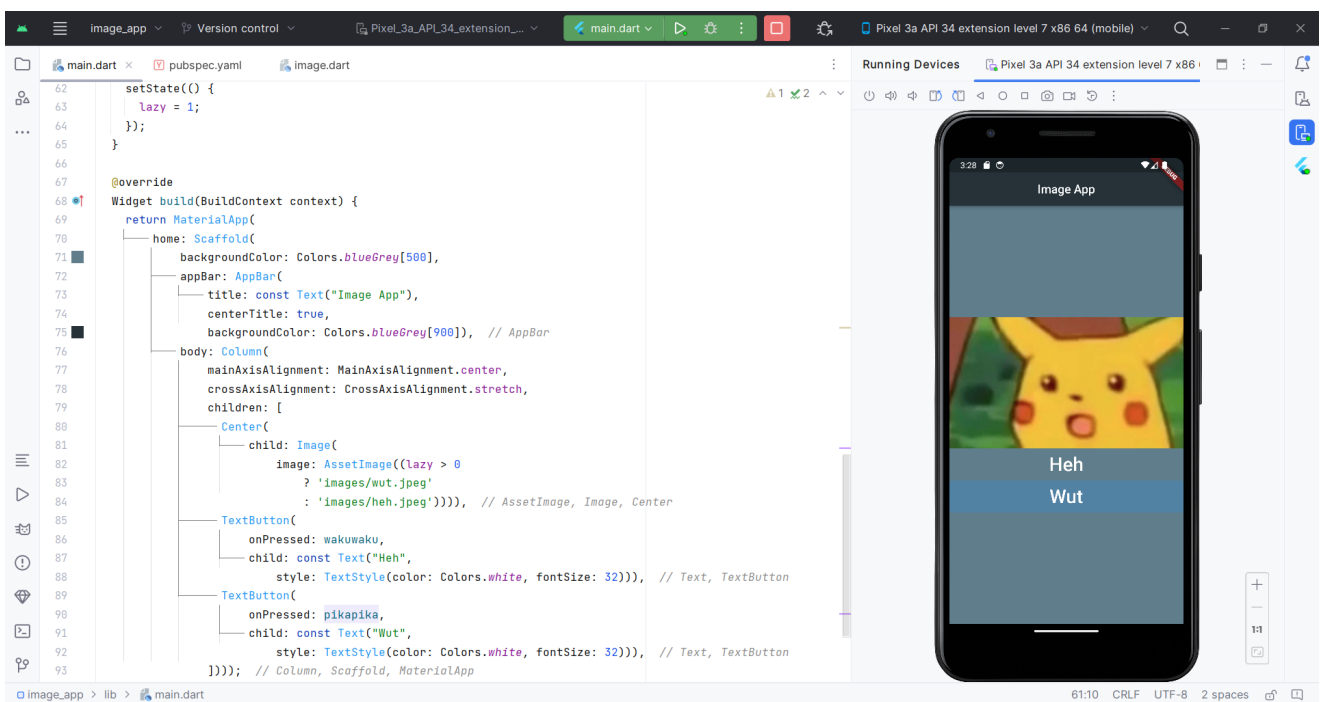 image_app
Version control
Pixel_3a_API_34_extension_...
main.dart
Pixel 3a API 34 extension level 7 x86 64 (mobile)
main.dart
pubspec.yaml
image.dart
Running Devices
Pixel 3a API 34 extension level 7 x86
1 2
62 setState(() {
63 lazy = 1;
64 });
65 }
66
67 @override
68 Widget build(BuildContext context) {
69 return MaterialApp(
70 home: Scaffold(
71 backgroundColor: Colors.blueGrey[500],
72 appBar: AppBar(
73 title: const Text("Image App"),
74 centerTitle: true,
75 backgroundColor: Colors.blueGrey[900]), // AppBar
76 body: Column(
77 mainAxisAlignment: MainAxisAlignment.center,
78 crossAxisAlignment: CrossAxisAlignment.stretch,
79 children: [
80 Center(
81 child: Image(
82 image: AssetImage((lazy > 0
83 ? 'images/wut.jpeg'
84 : 'images/heh.jpeg')))), // AssetImage, Image, Center
85 TextButton(
86 onPressed: wakuwaku,
87 child: const Text("Heh",
88 style: TextStyle(color: Colors.white, fontSize: 32))), // Text, TextButton
89 TextButton(
90 onPressed: pikapika,
91 child: const Text("Wut",
92 style: TextStyle(color: Colors.white, fontSize: 32))), // Text, TextButton
93 ]))); // Column, Scaffold, MaterialApp
3:28
Image App
Heh
Wut
1:1
image_app > lib > main.dart
61:10 CRLF UTF-8 2 spaces